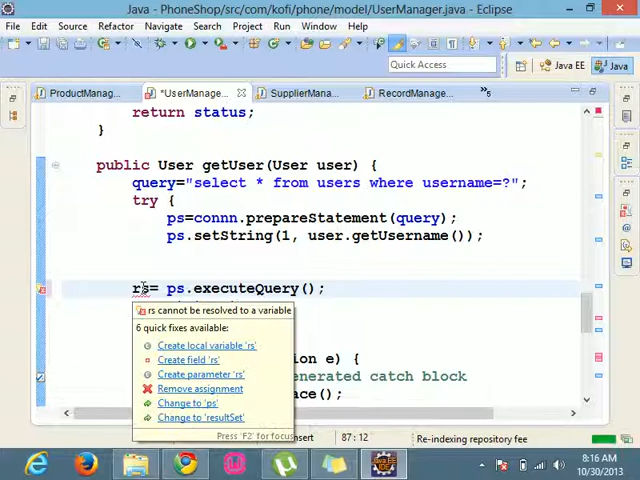 Java - PhoneShop/src/com/kofi/phone/model/UserManager.java - Eclipse
File Edit Source Refactor Navigate Search Project Run Window Help
Quick Access
Java EE
Java
ProductManag...
*UserManage...
SupplierMana...
RecordManage...
»5
return status;
}
public User getUser(User user) {
query="select * from users where username=?";
try {
ps=connn.prepareStatement(query);
ps.setString(1, user.getUsername());
rs= ps.executeQuery();
rs cannot be resolved to a variable
6 quick fixes available:
Create local variable 'rs'
Create field 'rs'
Create parameter 'rs'
Remove assignment
Change to 'ps'
Change to 'resultSet'
Press 'F2' for focus
on e) {
enerated catch block
ace();
nsert
87 : 12
Re-indexing repository fee
8:16 AM
10/30/2013